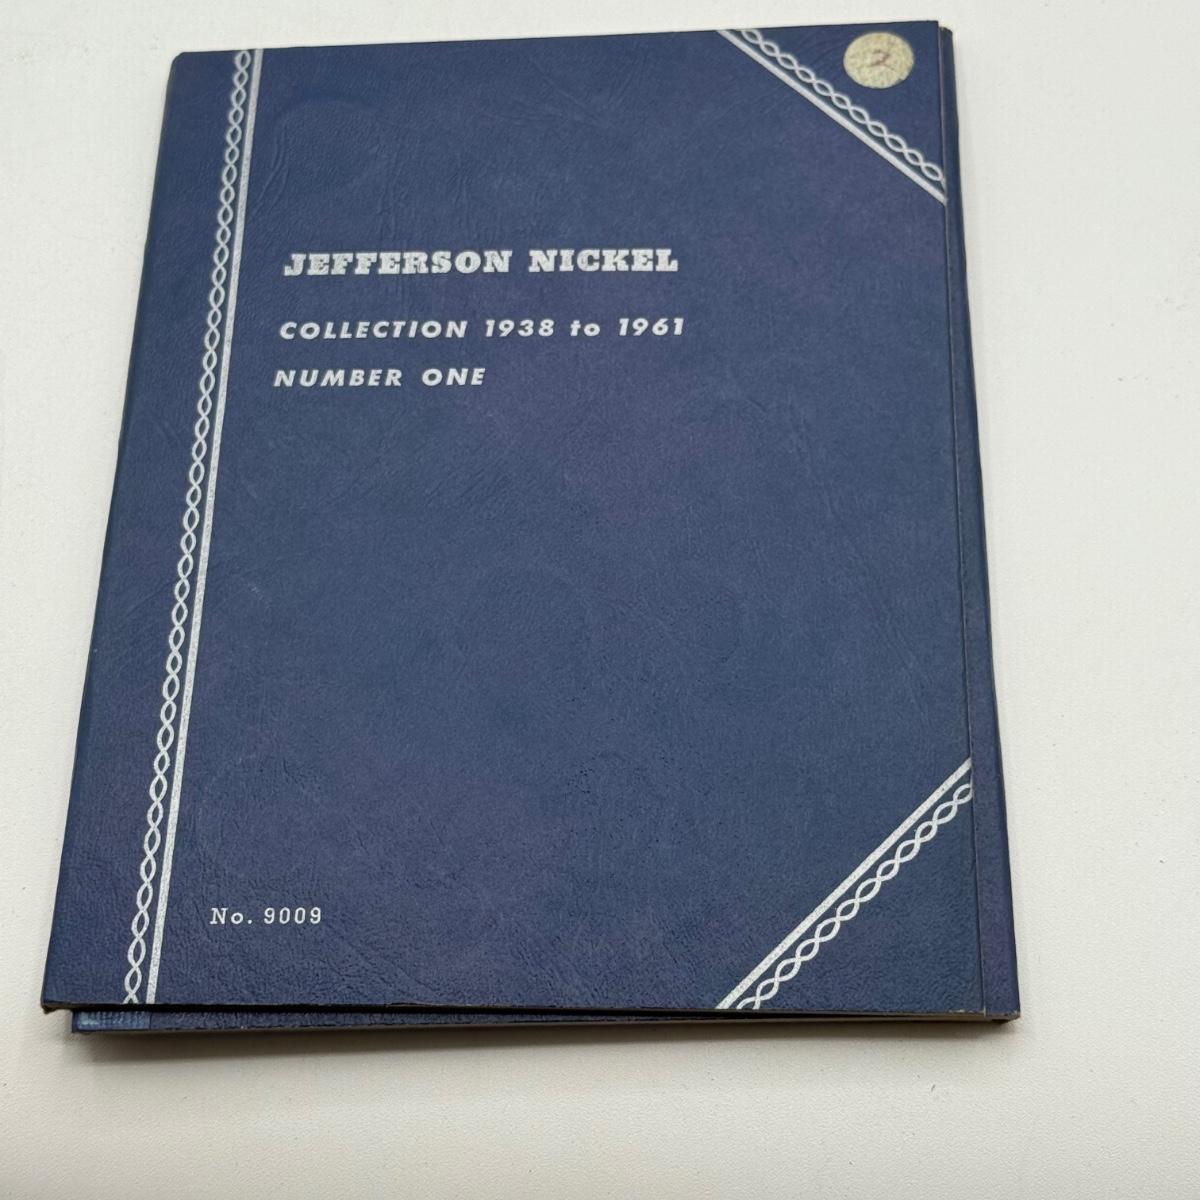 2
JEFFERSON NICKEL
COLLECTION 1938 to 1961
NUMBER ONE
No. 9009